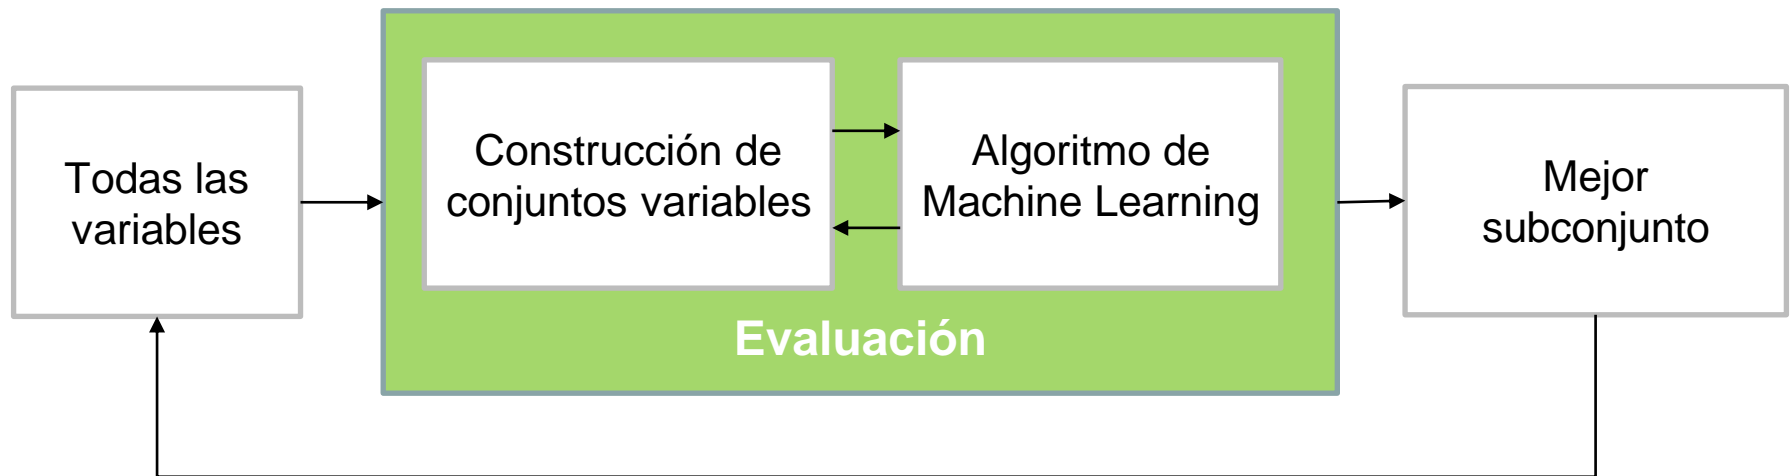 Todas las
variables
Construcción de
conjuntos variables
Algoritmo de
Machine Learning
Evaluación
Mejor
subconjunto